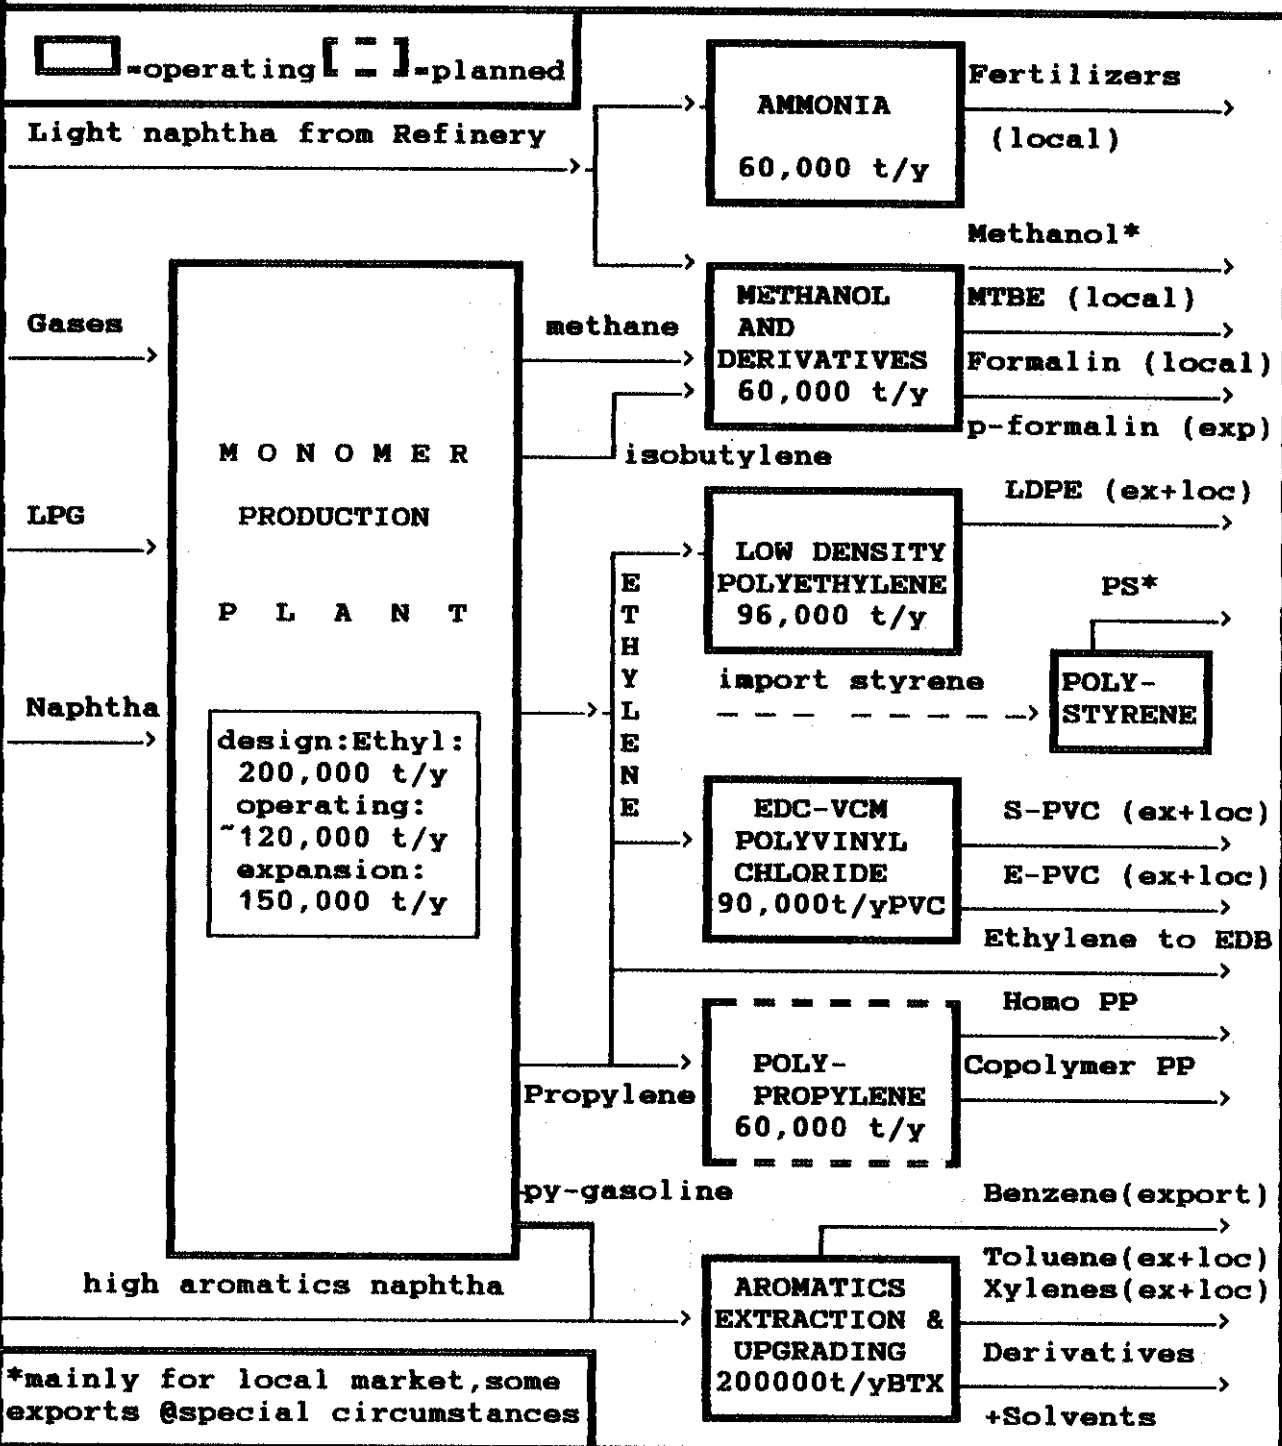 =operating [ - ]=planned
Light naphtha from Refinery
AMMONIA
60,000 t/y
Fertilizers
(local)
Gases
LPG
Naphtha
M O N O M E R
PRODUCTION
P L A N T
design:Ethyl:
200,000 t/y
operating:
~120,000 t/y
expansion:
150,000 t/y
methane
isobutylene
METHANOL
AND
DERIVATIVES
60,000 t/y
Methanol*
MTBE (local)
Formalin (local)
p-formalin (exp)
E
T
H
Y
L
E
N
E
LOW DENSITY
POLYETHYLENE
96,000 t/y
LDPE (ex+loc)
import styrene
PS*
POLY-
STYRENE
EDC-VCM
POLYVINYL
CHLORIDE
90,000t/yPVC
S-PVC (ex+loc)
E-PVC (ex+loc)
Ethylene to EDB
Propylene
POLY-
PROPYLENE
60,000 t/y
Homo PP
Copolymer PP
py-gasoline
high aromatics naphtha
AROMATICS
EXTRACTION &
UPGRADING
200000t/yBTX
Benzene(export)
Toluene(ex+loc)
Xylenes(ex+loc)
Derivatives
+Solvents
*mainly for local market,some
exports @special circumstances